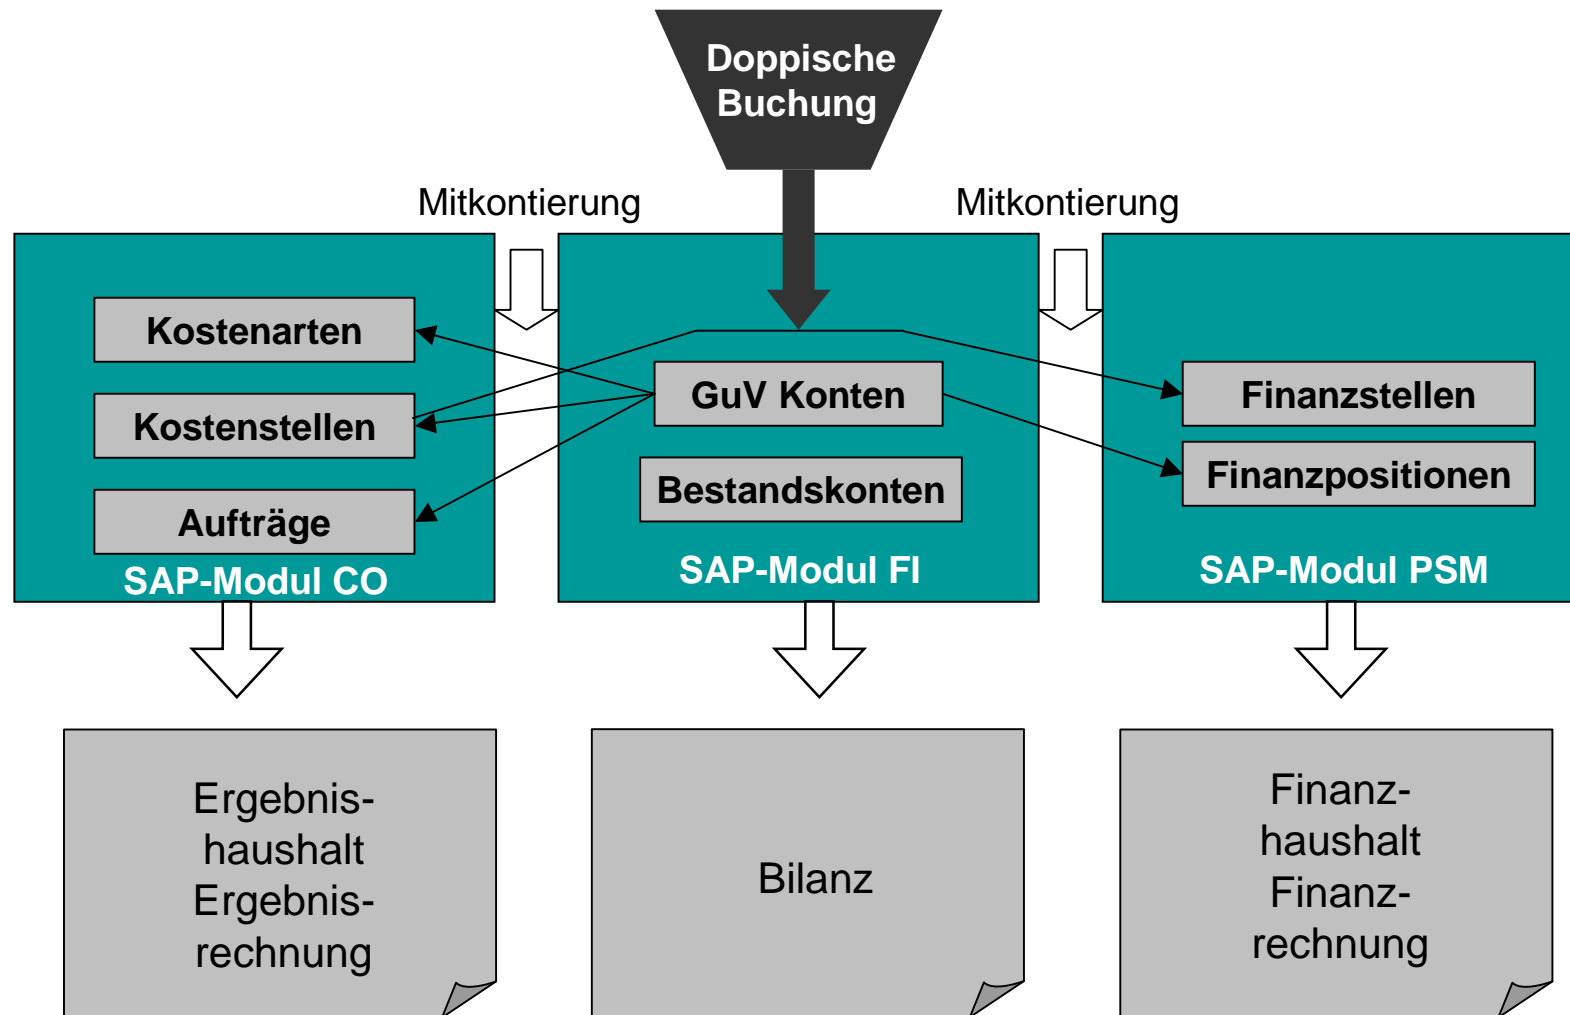 Doppische
Buchung
Mitkontierung
Mitkontierung
Kostenarten
Kostenstellen
Aufträge
SAP-Modul CO
GuV Konten
Bestandskonten
SAP-Modul FI
Finanzstellen
Finanzpositionen
SAP-Modul PSM
Ergebnis-
haushalt
Ergebnis-
rechnung
Bilanz
Finanz-
haushalt
Finanz-
rechnung